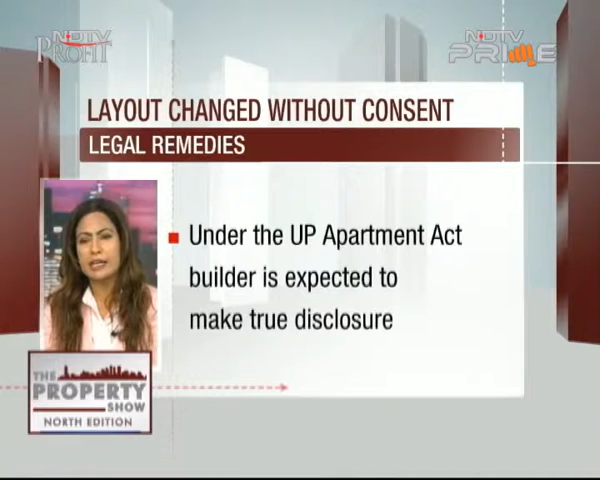 NDTV
PROFIT
NDTV
PRIME
LAYOUT CHANGED WITHOUT CONSENT
LEGAL REMEDIES
Under the UP Apartment Act
builder is expected to
make true disclosure
THE
PROPERTY
SHOW
NORTH EDITION